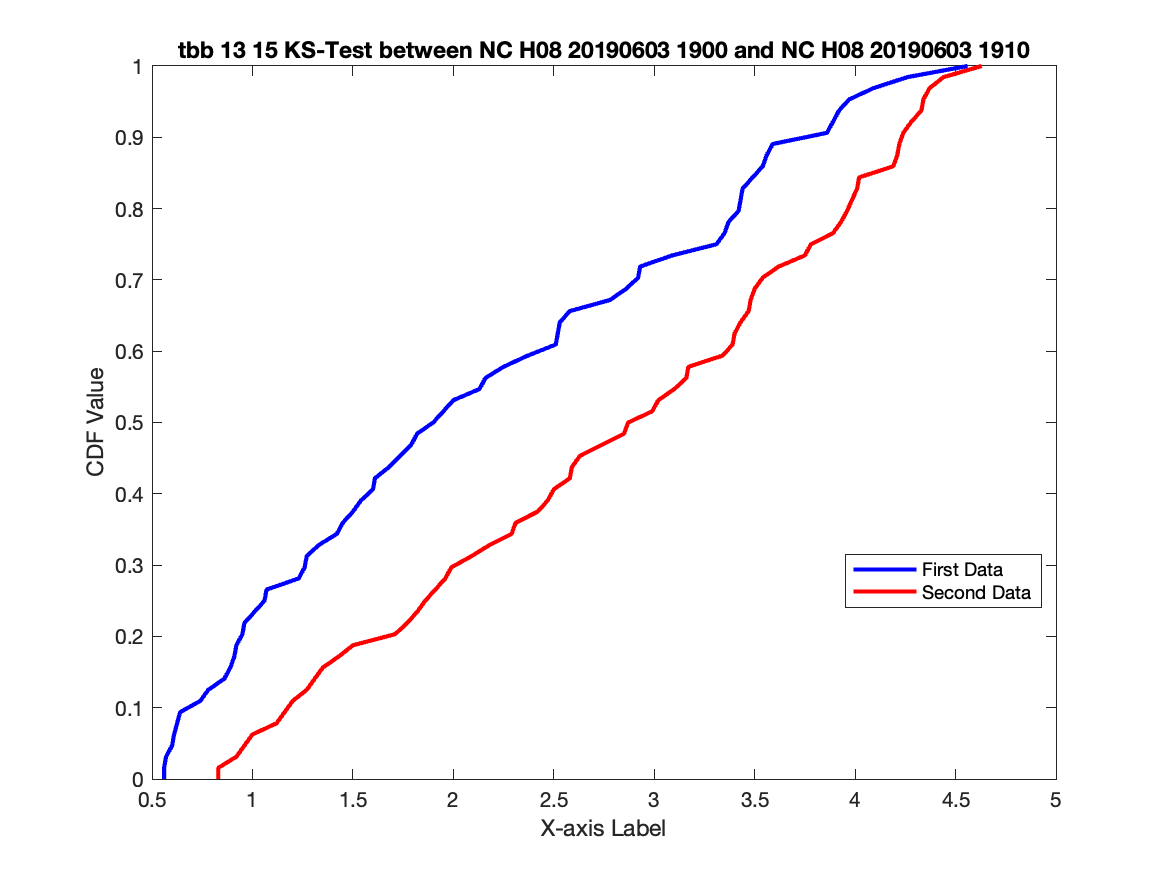 tbb 13 15 KS-Test between NC H08 20190603 1900 and NC H08 20190603 1910
1
0.9
0.8
0.7
0.6
0.5
0.4
0.3
0.2
0.1
0
CDF Value
First Data
Second Data
0.5 1 1.5 2 2.5 3 3.5 4 4.5 5
X-axis Label